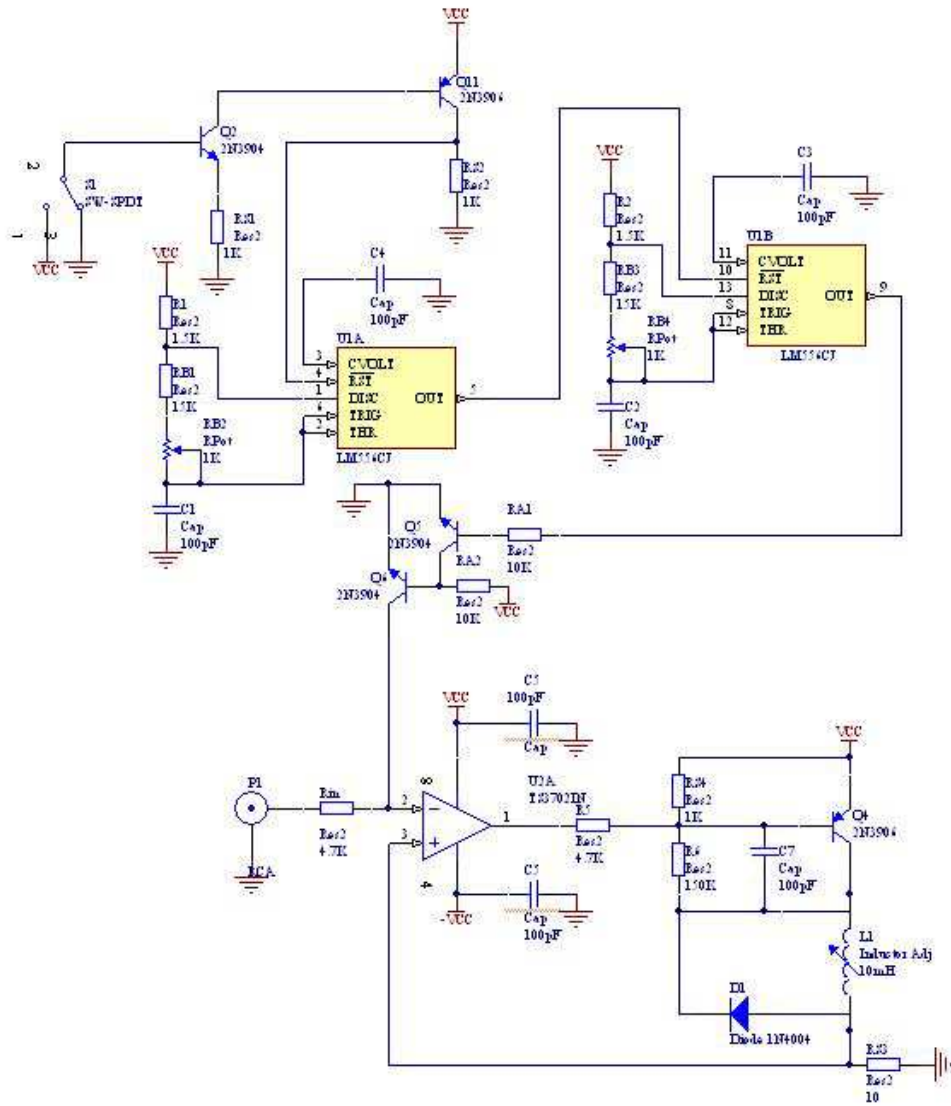 VCC
Q11
2N3906
Q2
2N3904
2
S1
SW-SPDT
1
3
VCC
RS1
Res2
1K
RS2
Res2
1K
VCC
R1
Res2
1.5K
RB1
Res2
15K
RB2
RPot
1K
C1
Cap
100pF
C4
Cap
100pF
U1A
3
4
1
6
2
CVOLT
RST
DISC
TRIG
THR
OUT
5
LM556CJ
VCC
R2
Res2
1.5K
RB3
Res2
15K
RB4
RPot
1K
C2
Cap
100pF
C3
Cap
100pF
U1B
11
10
13
8
12
CVOLT
RST
DISC
TRIG
THR
OUT
9
LM556CJ
Q5
2N3904
RA1
Res2
10K
RA2
Res2
10K
VCC
Q6
2N3904
C5
100pF
Cap
VCC
P1
RCA
Rin
Res2
4.7K
8
2
3
1
4
U2A
TS3702IN
R5
Res2
4.7K
-VCC
C5
Cap
100pF
VCC
RS4
Res2
1K
R6
Res2
150K
C7
Cap
100pF
Q4
2N3906
L1
Inductor Adj
10mH
D1
Diode 1N4004
RS3
Res2
10